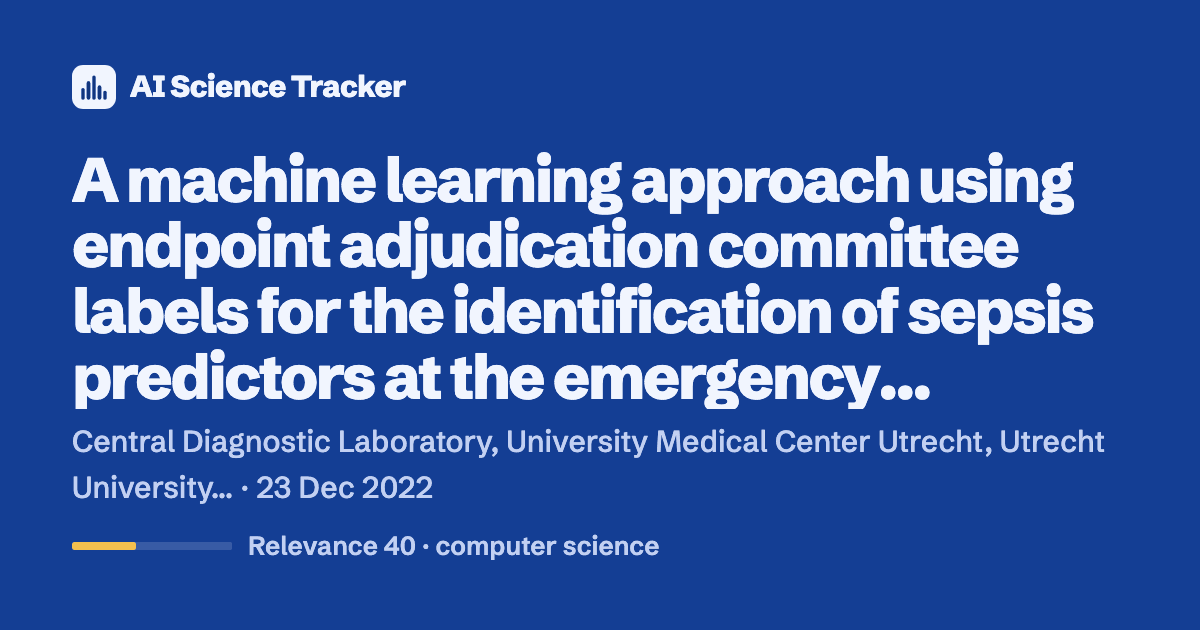 AI Science Tracker
A machine learning approach using
endpoint adjudication committee
labels for the identification of sepsis
predictors at the emergency...
Central Diagnostic Laboratory, University Medical Center Utrecht, Utrecht
University... · 23 Dec 2022
Relevance 40 · computer science